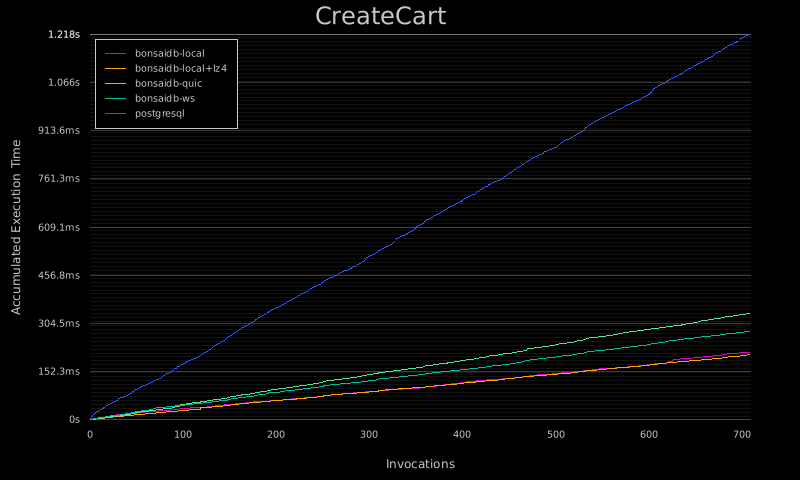 CreateCart
1.218s
1.066s
913.6ms
761.3ms
609.1ms
456.8ms
304.5ms
152.3ms
0s
Accumulated Execution Time
bonsaidb-local
bonsaidb-local+lz4
bonsaidb-quic
bonsaidb-ws
postgresql
0 100 200 300 400 500 600 700
Invocations